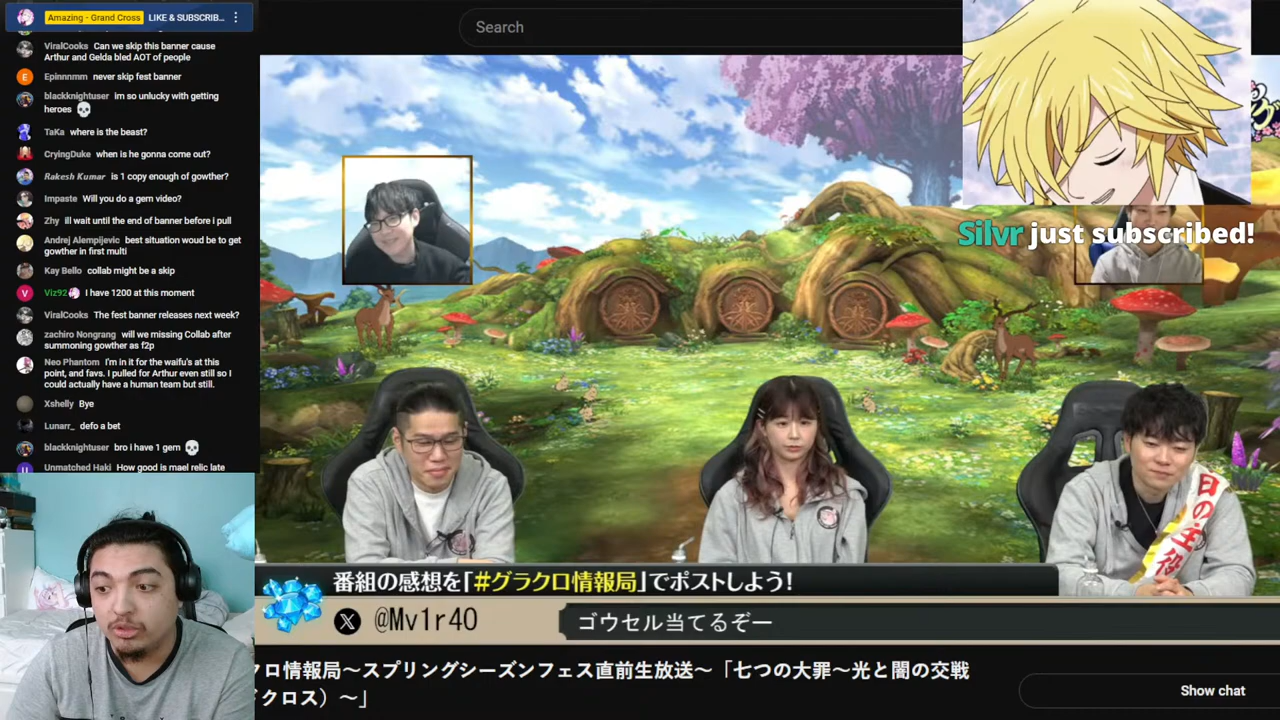 Amazing - Grand Cross LIKE & SUBSCRIB...
ViralCooks Can we skip this banner cause
Arthur and Gelda bled AOT of people
Epinnnmm never skip fest banner
blackknightuser im so unlucky with getting
heroes
TaKa where is the beast?
CryingDuke when is he gonna come out?
Rakesh Kumar is 1 copy enough of gowther?
Impaste Will you do a gem video?
Zhy ill wait until the end of banner before i pull
Andrej Alempijevic best situation woud be to get
gowther in first multi
Kay Bello collab might be a skip
Viz92 I have 1200 at this moment
ViralCooks The fest banner releases next week?
zachiro Nongrang will we missing Collab after
summoning gowther as f2p
Neo Phantom I'm in it for the waifu's at this
point, and favs. I pulled for Arthur even still so I
could actually have a human team but still.
Xshelly Bye
Lunarr_ defo a bet
blackknightuser bro i have 1 gem
Unmatched Haki How good is mael relic late
Search
Silvr just subscribed!
日の主役
番組の感想を「#グラクロ情報局」でポストしよう!
@Mv1r40 ゴウセル当てるぞー
クロ情報局～スプリングシーズンフェス直前生放送～「七つの大罪～光と闇の交戦
ドクロス）～」
Show chat